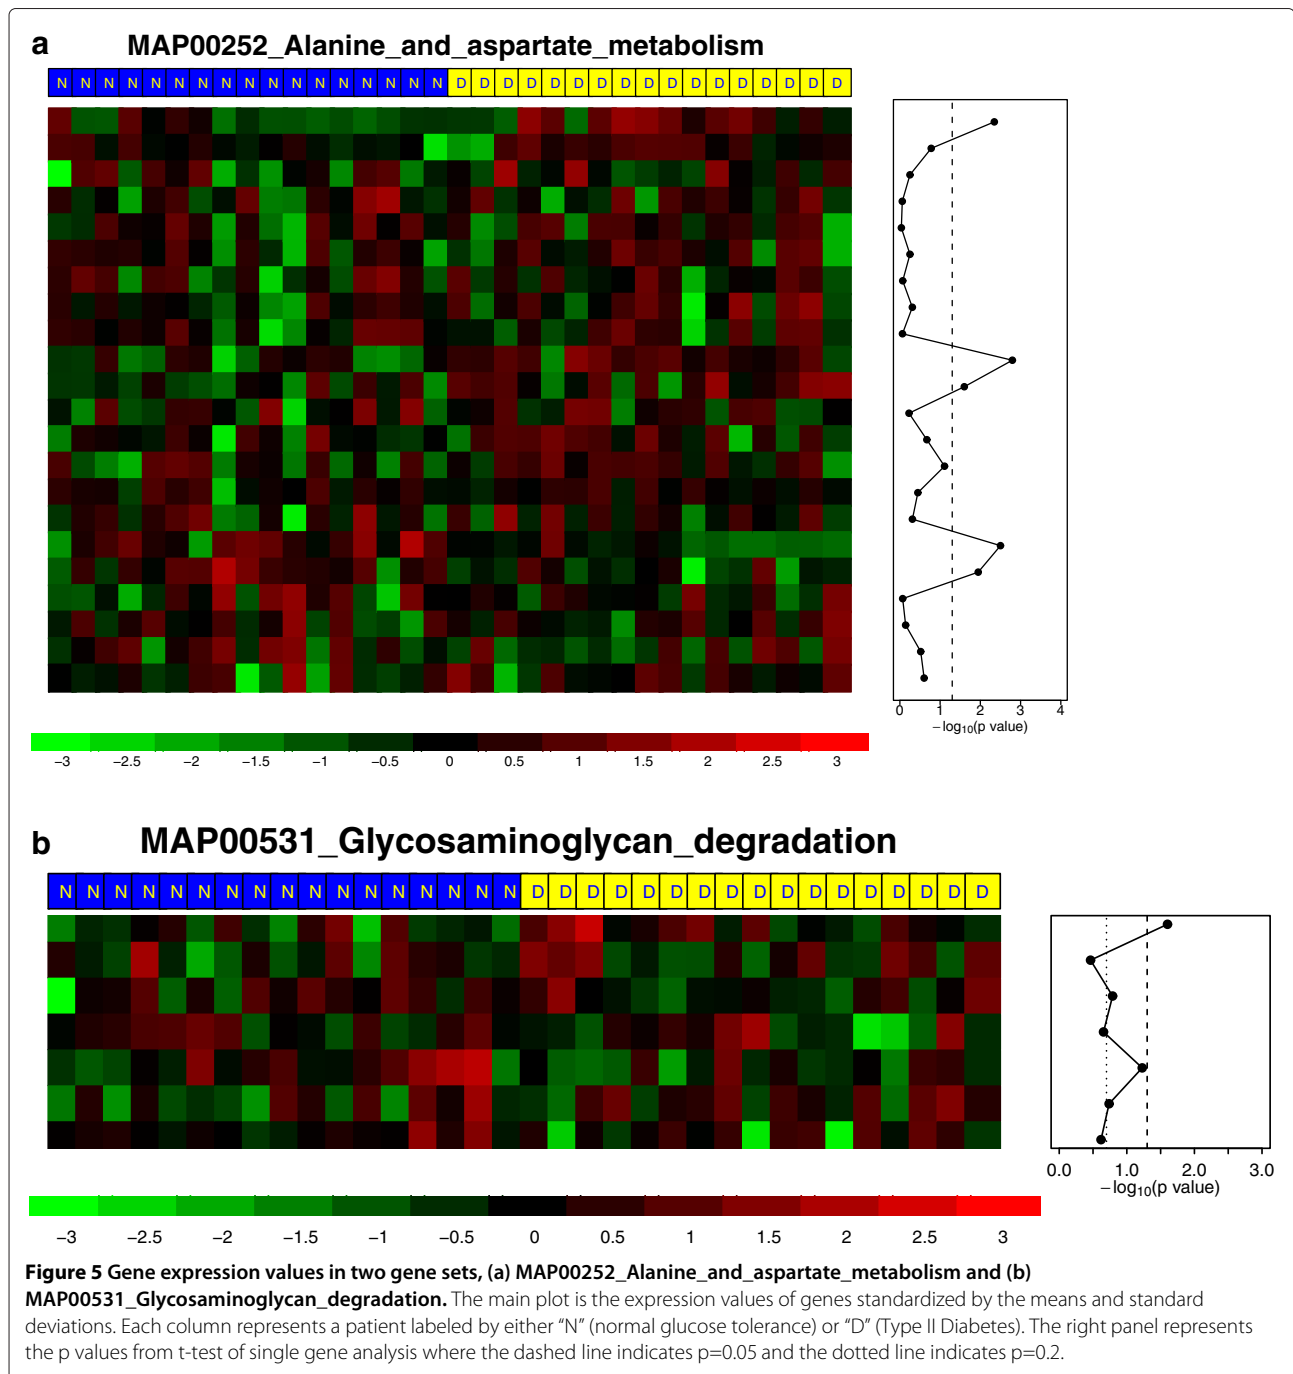 a
MAP00252_Alanine_and_aspartate_metabolism
N N N N N N N N N N N N N N N N N D D D D D D D D D D D D D D D D D
0 1 2 3 4
−log10(p value)
−3 −2.5 −2 −1.5 −1 −0.5 0 0.5 1 1.5 2 2.5 3
b
MAP00531_Glycosaminoglycan_degradation
N N N N N N N N N N N N N N N N N D D D D D D D D D D D D D D D D D
0.0 1.0 2.0 3.0
−log10(p value)
−3 −2.5 −2 −1.5 −1 −0.5 0 0.5 1 1.5 2 2.5 3
Figure 5 Gene expression values in two gene sets, (a) MAP00252_Alanine_and_aspartate_metabolism and (b)
MAP00531_Glycosaminoglycan_degradation. The main plot is the expression values of genes standardized by the means and standard
deviations. Each column represents a patient labeled by either “N” (normal glucose tolerance) or “D” (Type II Diabetes). The right panel represents
the p values from t-test of single gene analysis where the dashed line indicates p=0.05 and the dotted line indicates p=0.2.